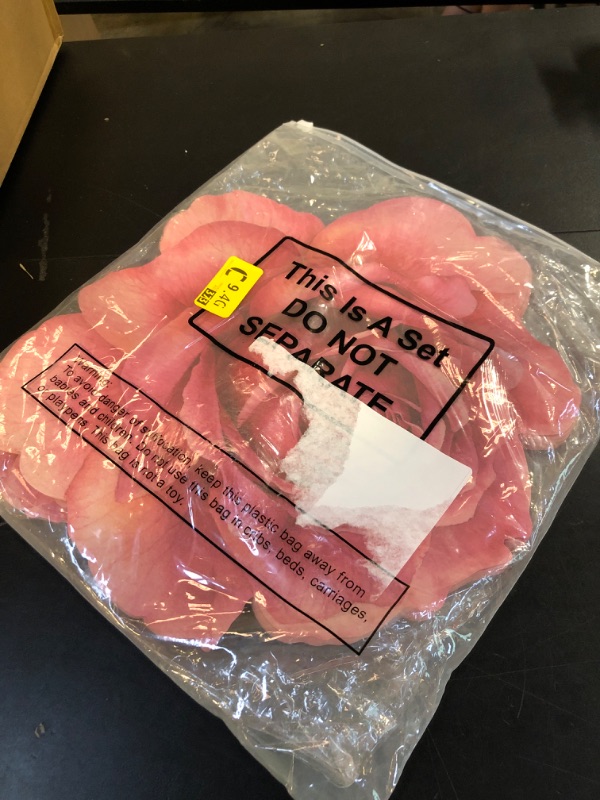 This Is A Set
DO NOT
SEPARATE
C 9.4G
Warning:
To avoid danger of suffocation, keep this plastic bag away from
babies and children. Do not use this bag in cribs, beds, carriages,
or playpens. This bag is not a toy.